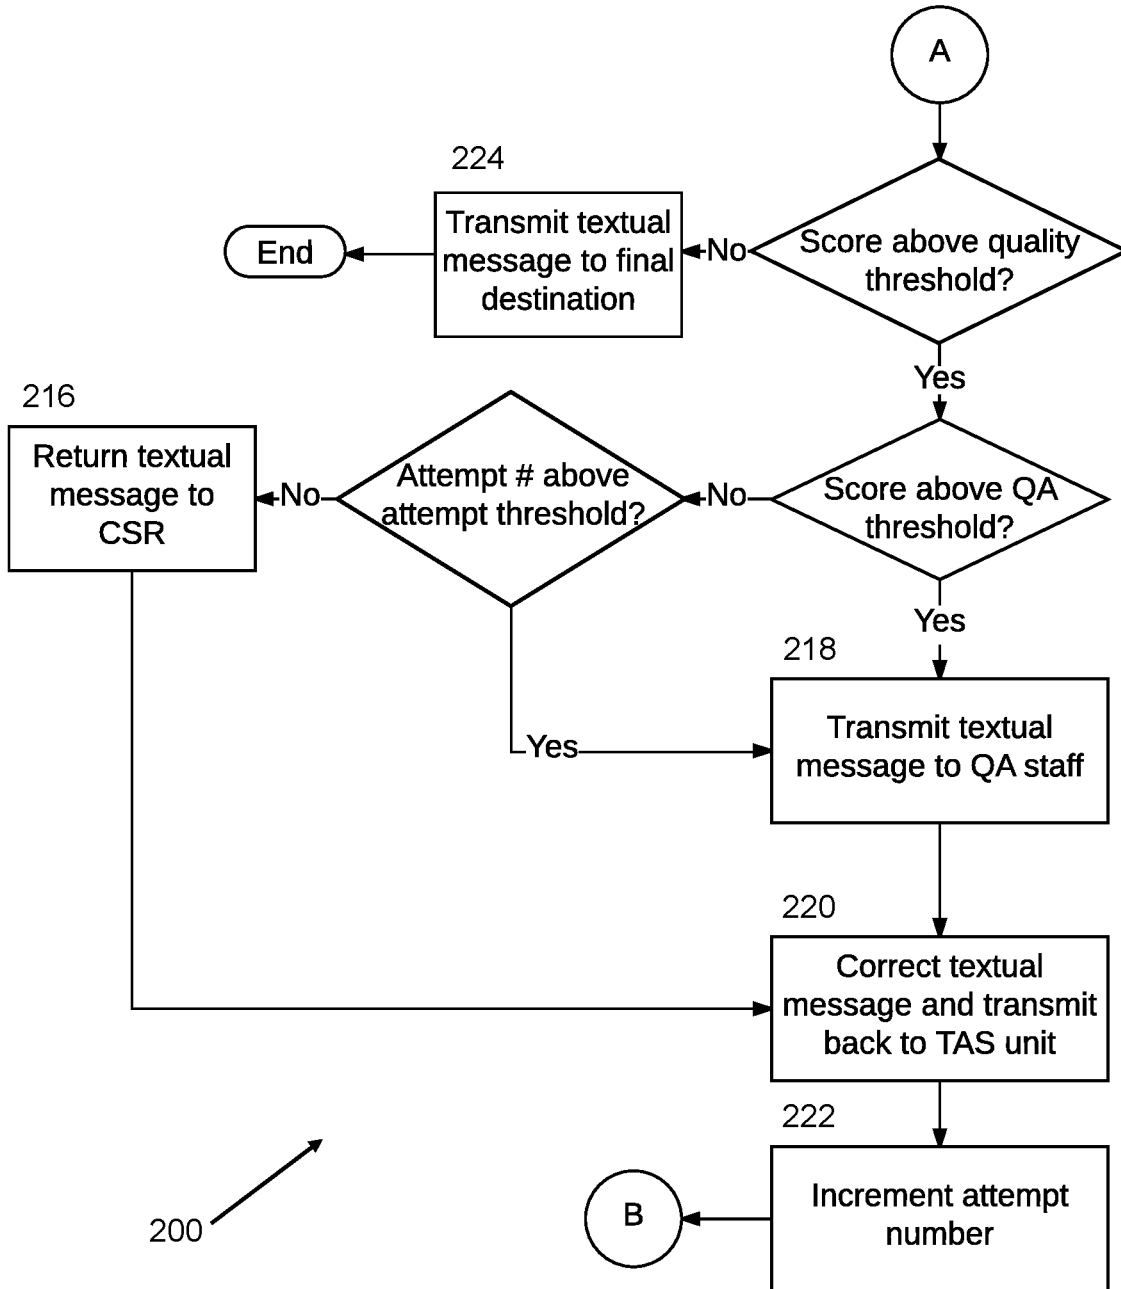 A
224
Transmit textual
message to final
destination
End
No
Score above quality
threshold?
Yes
216
Return textual
message to
CSR
No
Attempt # above
attempt threshold?
No
Score above QA
threshold?
Yes
218
Transmit textual
message to QA staff
Yes
220
Correct textual
message and transmit
back to TAS unit
222
Increment attempt
number
B
200